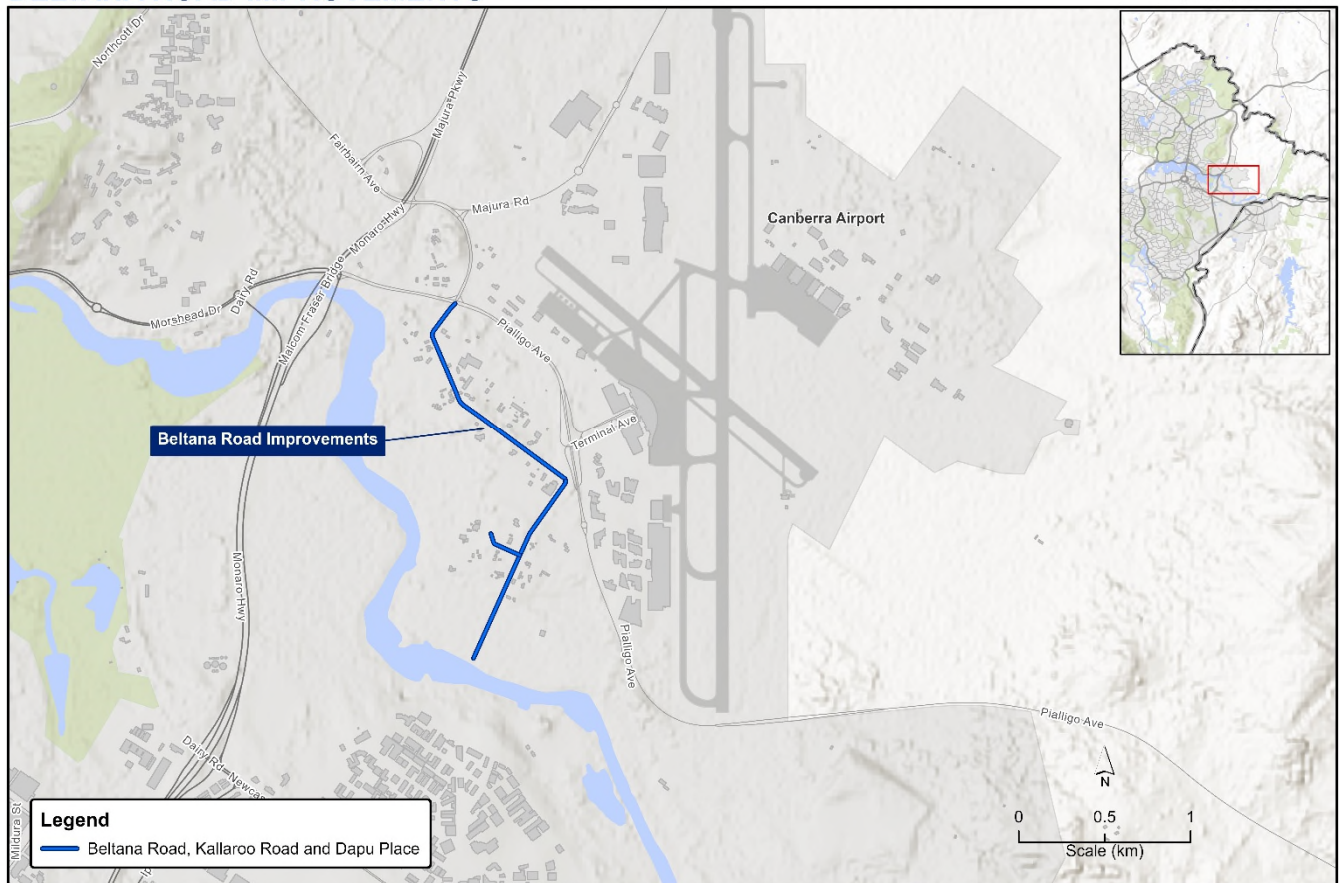 Northcott Dr
Majura Pkwy
Fairbairn Ave
Majura Rd
Monaro Hwy
Canberra Airport
Dairy Rd
Malcom Fraser Bridge
Morshead Dr
Pialligo Ave
Terminal Ave
Beltana Road Improvements
Monaro Hwy
Pialligo Ave
Pialligo Ave
Dairy Rd
Mildura St
N
Legend
Beltana Road, Kallaroo Road and Dapu Place
0 0.5 1
Scale (km)